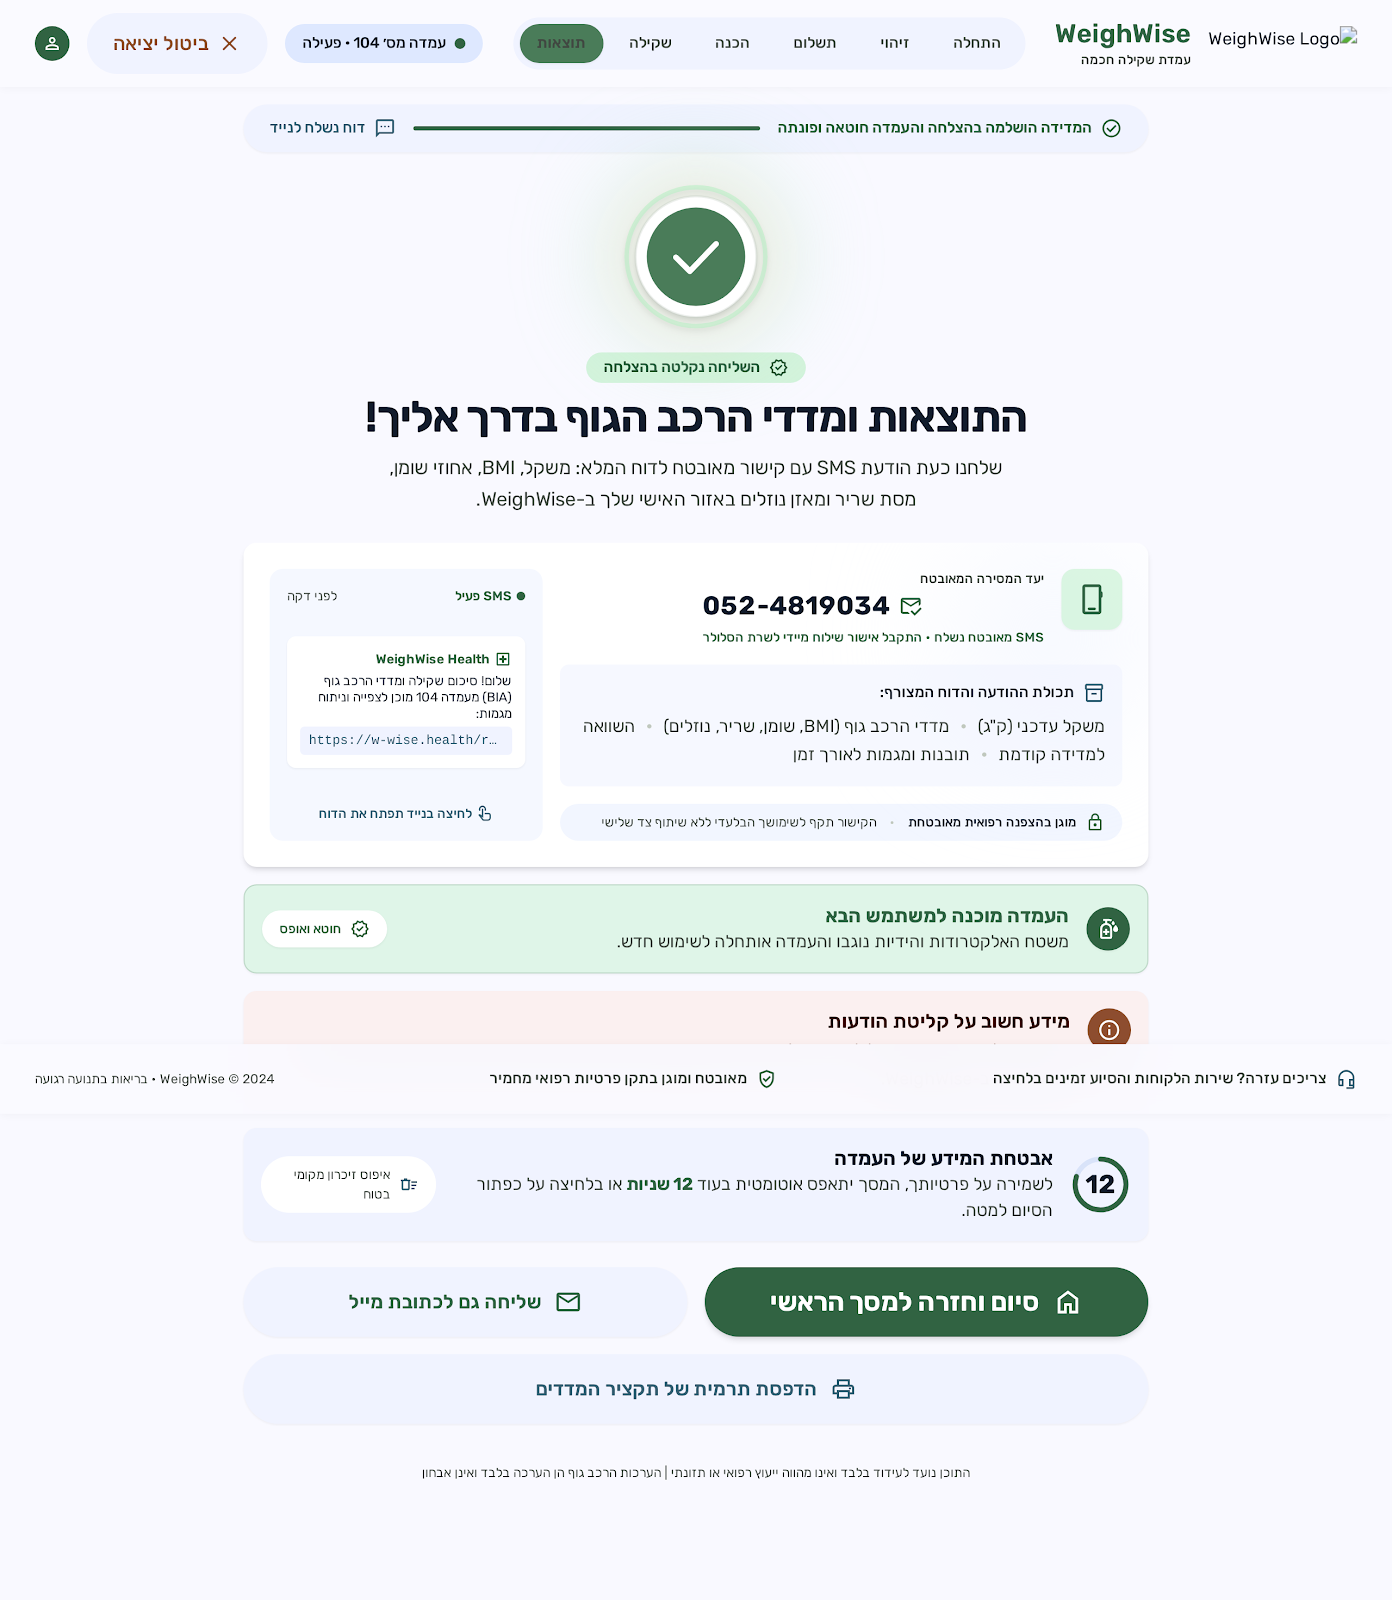 WeighWise Logo
WeighWise
עמדת שקילה חכמה
התחלה
זיהוי
תשלום
הכנה
שקילה
תוצאות
עמדה מס׳ 104 • פעילה
ביטול יציאה
המדידה הושלמה בהצלחה והעמדה חוטאה ופונתה
דוח נשלח לנייד
השליחה נקלטה בהצלחה
התוצאות ומדדי הרכב הגוף בדרך אליך!
שלחנו כעת הודעת SMS עם קישור מאובטח לדוח המלא: משקל, BMI, אחוזי שומן,
מסת שריר ומאזן נוזלים באזור האישי שלך ב-WeighWise.
יעד המסירה המאובטח
052-4819034
SMS מאובטח נשלח • התקבל אישור שילוח מיידי לשרת הסלולר
תכולת ההודעה והדוח המצורף:
משקל עדכני (ק"ג) • מדדי הרכב גוף (BMI, שומן, שריר, נוזלים) • השוואה
למדידה קודמת • תובנות ומגמות לאורך זמן
מוגן בהצפנה רפואית מאובטחת • הקישור תקף לשימושך הבלעדי ללא שיתוף צד שלישי
SMS פעיל
לפני דקה
WeighWise Health
שלום! סיכום שקילה ומדדי הרכב גוף
(BIA) מעמדה 104 מוכן לצפייה וניתוח
מגמות:
https://w-wise.health/r…
לחיצה בנייד תפתח את הדוח
העמדה מוכנה למשתמש הבא
משטח האלקטרודות והידיות נוגבו והעמדה אותחלה לשימוש חדש.
חוטא ואופס
מידע חשוב על קליטת הודעות
צריכים עזרה? שירות הלקוחות והסיוע זמינים בלחיצה
מאובטח ומוגן בתקן פרטיות רפואי מחמיר
WeighWise © 2024 • בריאות בתנועה רגועה
12
אבטחת המידע של העמדה
לשמירה על פרטיותך, המסך יתאפס אוטומטית בעוד 12 שניות או בלחיצה על כפתור
הסיום למטה.
איפוס זיכרון מקומי
בטוח
סיום וחזרה למסך הראשי
שליחה גם לכתובת מייל
הדפסת תרמית של תקציר המדדים
התוכן נועד לעידוד בלבד ואינו מהווה ייעוץ רפואי או תזונתי | הערכות הרכב גוף הן הערכה בלבד ואינן אבחון